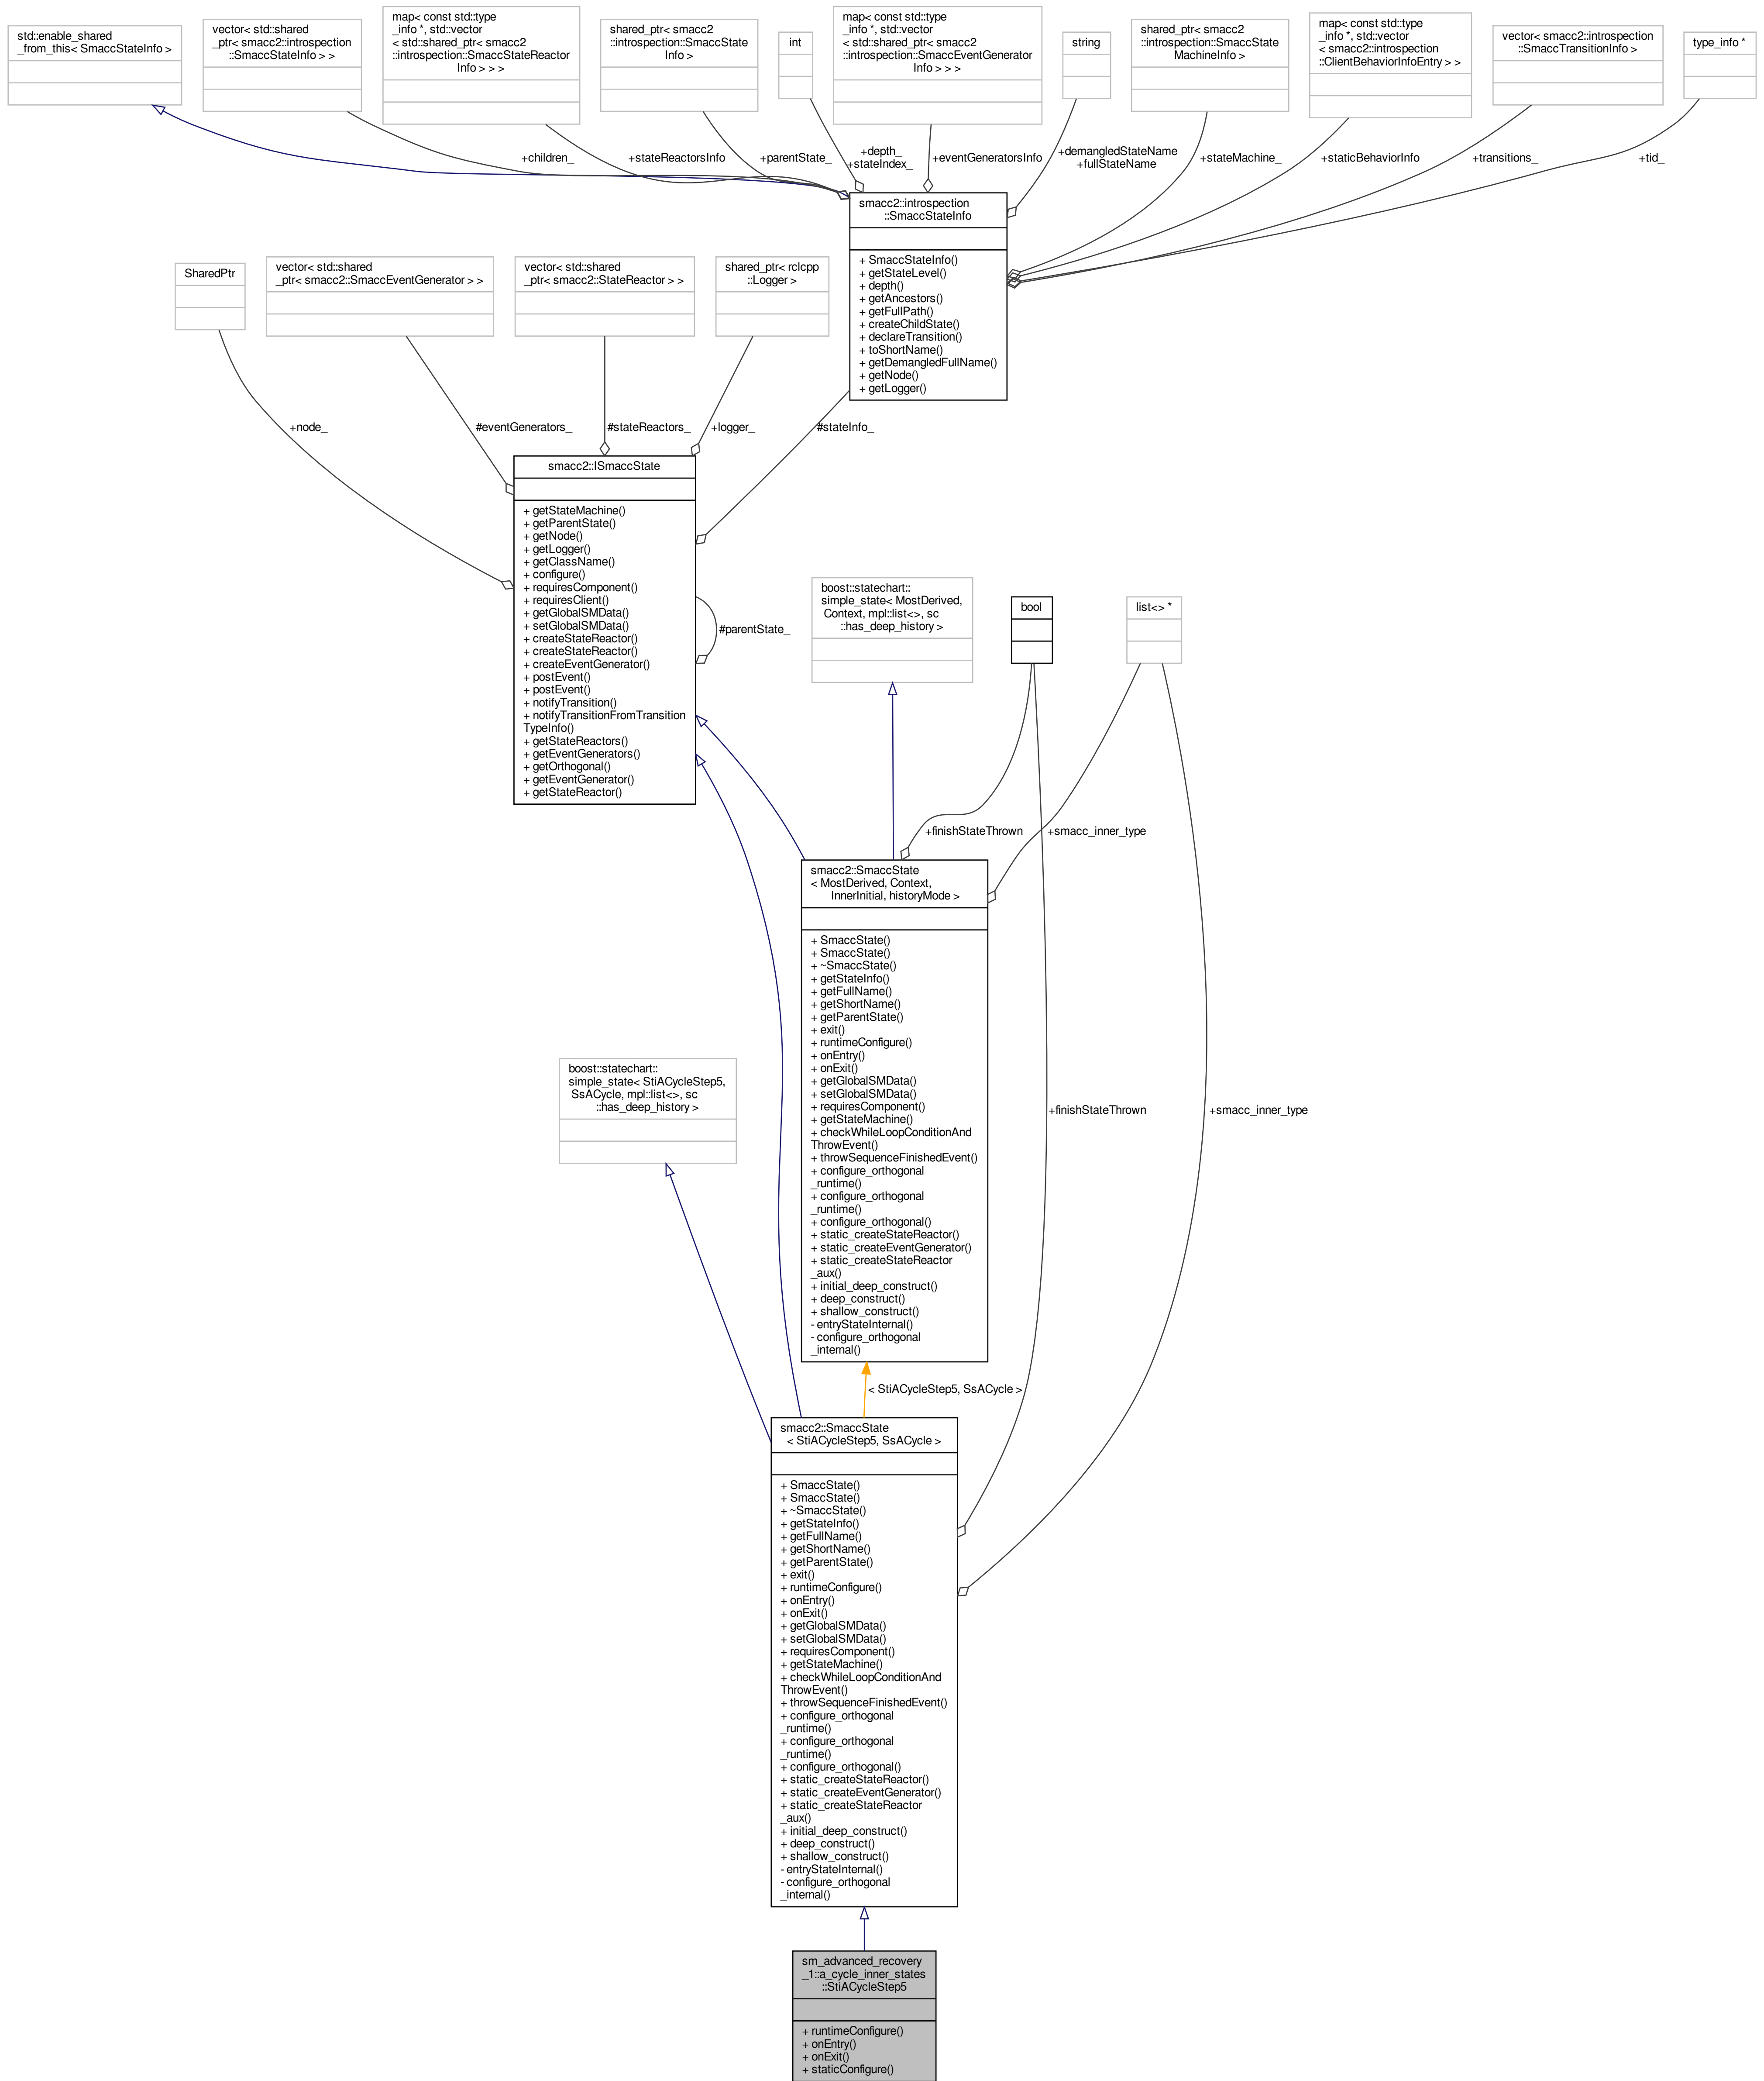 std::enable_shared
_from_this< SmaccStateInfo >
vector< std::shared
_ptr< smacc2::introspection
::SmaccStateInfo > >
map< const std::type
_info *, std::vector
< std::shared_ptr< smacc2
::introspection::SmaccStateReactor
Info > > >
shared_ptr< smacc2
::introspection::SmaccState
Info >
int
map< const std::type
_info *, std::vector
< std::shared_ptr< smacc2
::introspection::SmaccEventGenerator
Info > > >
string
shared_ptr< smacc2
::introspection::SmaccState
MachineInfo >
map< const std::type
_info *, std::vector
< smacc2::introspection
::ClientBehaviorInfoEntry > >
vector< smacc2::introspection
::SmaccTransitionInfo >
type_info *
+children_
+stateReactorsInfo
+parentState_
+depth_
+stateIndex_
+eventGeneratorsInfo
+demangledStateName
+fullStateName
+stateMachine_
+staticBehaviorInfo
+transitions_
+tid_
smacc2::introspection
::SmaccStateInfo
+ SmaccStateInfo()
+ getStateLevel()
+ depth()
+ getAncestors()
+ getFullPath()
+ createChildState()
+ declareTransition()
+ toShortName()
+ getDemangledFullName()
+ getNode()
+ getLogger()
SharedPtr
vector< std::shared
_ptr< smacc2::SmaccEventGenerator > >
vector< std::shared
_ptr< smacc2::StateReactor > >
shared_ptr< rclcpp
::Logger >
+node_
#eventGenerators_
#stateReactors_
+logger_
#stateInfo_
smacc2::ISmaccState
+ getStateMachine()
+ getParentState()
+ getNode()
+ getLogger()
+ getClassName()
+ configure()
+ requiresComponent()
+ requiresClient()
+ getGlobalSMData()
+ setGlobalSMData()
+ createStateReactor()
+ createStateReactor()
+ createEventGenerator()
+ postEvent()
+ postEvent()
+ notifyTransition()
+ notifyTransitionFromTransition
TypeInfo()
+ getStateReactors()
+ getEventGenerators()
+ getOrthogonal()
+ getEventGenerator()
+ getStateReactor()
#parentState_
boost::statechart::
simple_state< MostDerived,
Context, mpl::list<>, sc
::has_deep_history >
bool
list<> *
+finishStateThrown
+smacc_inner_type
smacc2::SmaccState
< MostDerived, Context,
InnerInitial, historyMode >
+ SmaccState()
+ SmaccState()
+ ~SmaccState()
+ getStateInfo()
+ getFullName()
+ getShortName()
+ getParentState()
+ exit()
+ runtimeConfigure()
+ onEntry()
+ onExit()
+ getGlobalSMData()
+ setGlobalSMData()
+ requiresComponent()
+ getStateMachine()
+ checkWhileLoopConditionAnd
ThrowEvent()
+ throwSequenceFinishedEvent()
+ configure_orthogonal
_runtime()
+ configure_orthogonal
_runtime()
+ configure_orthogonal()
+ static_createStateReactor()
+ static_createEventGenerator()
+ static_createStateReactor
_aux()
+ initial_deep_construct()
+ deep_construct()
+ shallow_construct()
- entryStateInternal()
- configure_orthogonal
_internal()
boost::statechart::
simple_state< StiACycleStep5,
SsACycle, mpl::list<>, sc
::has_deep_history >
+finishStateThrown
+smacc_inner_type
< StiACycleStep5, SsACycle >
smacc2::SmaccState
< StiACycleStep5, SsACycle >
+ SmaccState()
+ SmaccState()
+ ~SmaccState()
+ getStateInfo()
+ getFullName()
+ getShortName()
+ getParentState()
+ exit()
+ runtimeConfigure()
+ onEntry()
+ onExit()
+ getGlobalSMData()
+ setGlobalSMData()
+ requiresComponent()
+ getStateMachine()
+ checkWhileLoopConditionAnd
ThrowEvent()
+ throwSequenceFinishedEvent()
+ configure_orthogonal
_runtime()
+ configure_orthogonal
_runtime()
+ configure_orthogonal()
+ static_createStateReactor()
+ static_createEventGenerator()
+ static_createStateReactor
_aux()
+ initial_deep_construct()
+ deep_construct()
+ shallow_construct()
- entryStateInternal()
- configure_orthogonal
_internal()
sm_advanced_recovery
_1::a_cycle_inner_states
::StiACycleStep5
+ runtimeConfigure()
+ onEntry()
+ onExit()
+ staticConfigure()